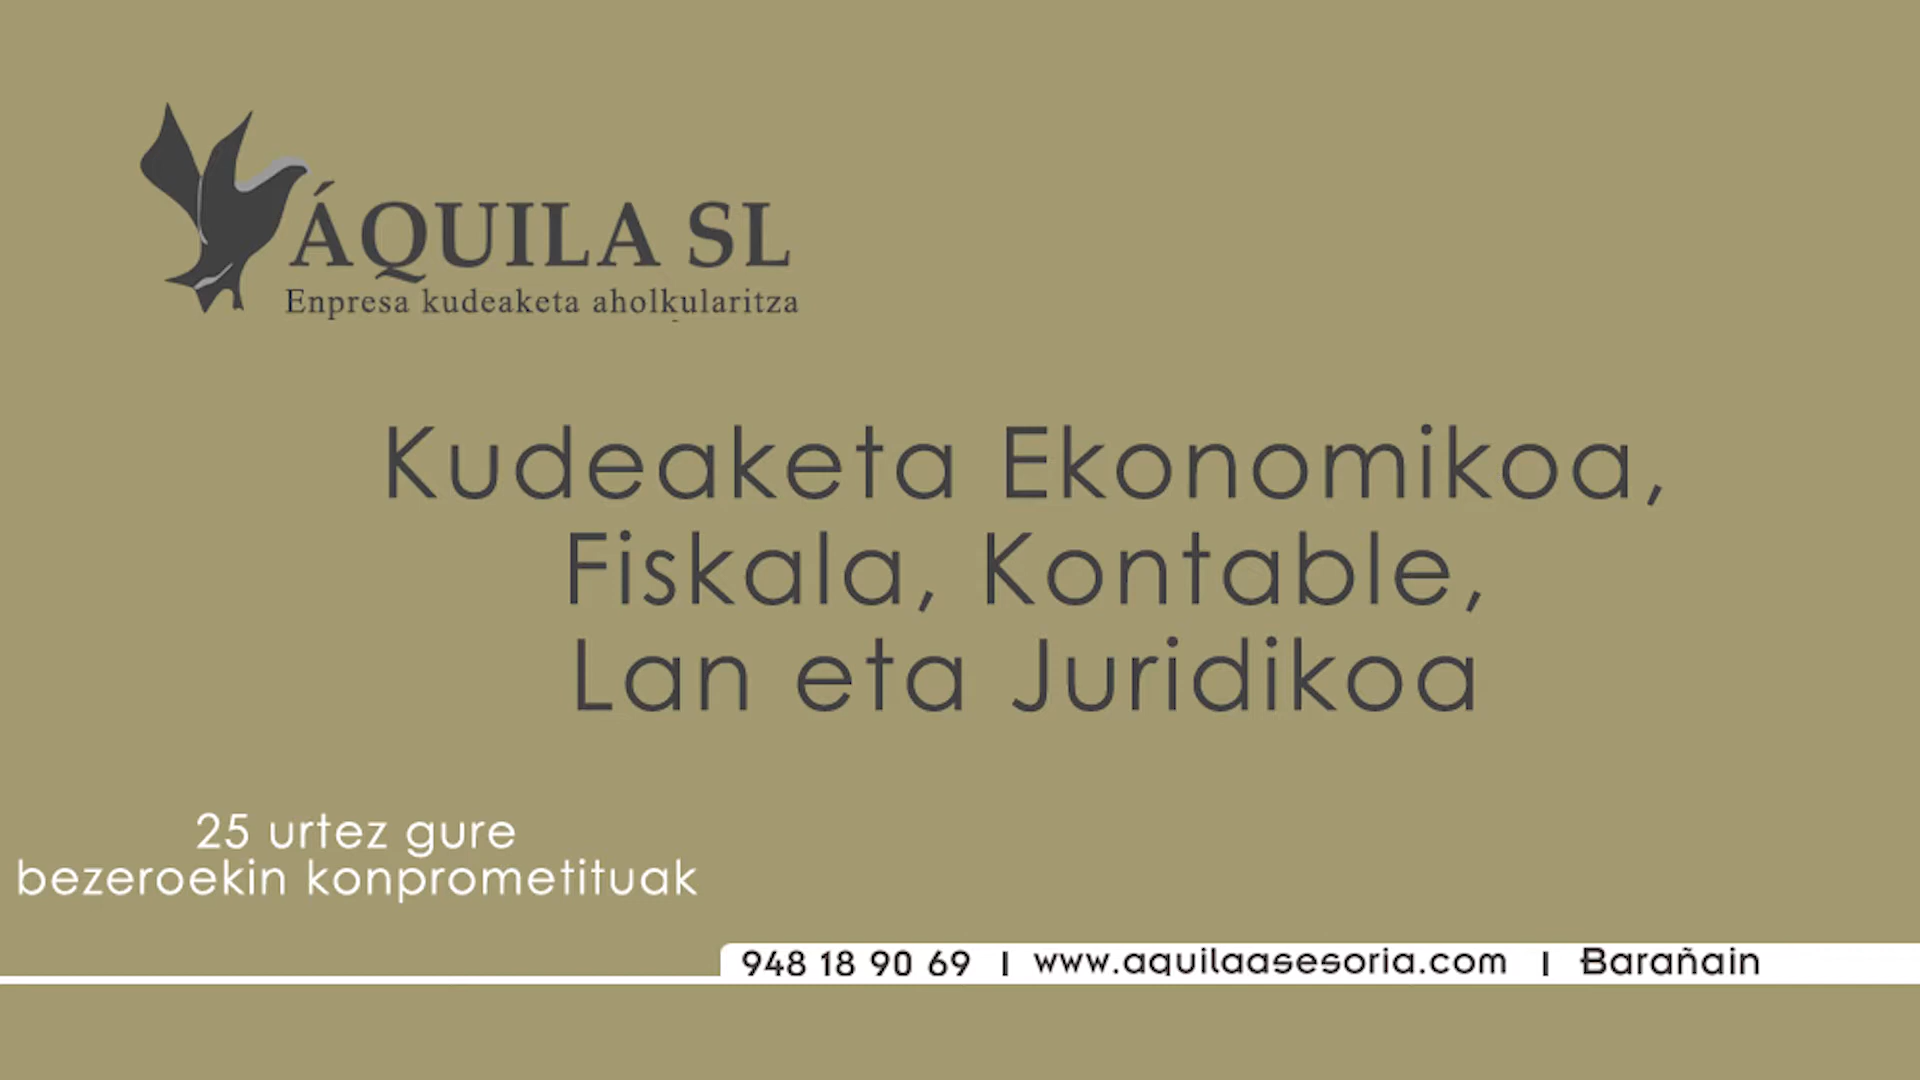 ÁQUILA SL
Enpresa kudeaketa aholkularitza
Kudeaketa Ekonomikoa,
Fiskala, Kontable,
Lan eta Juridikoa
25 urtez gure
bezeroekin konprometituak
948 18 90 69 | www.aquilaasesoria.com | Barañain